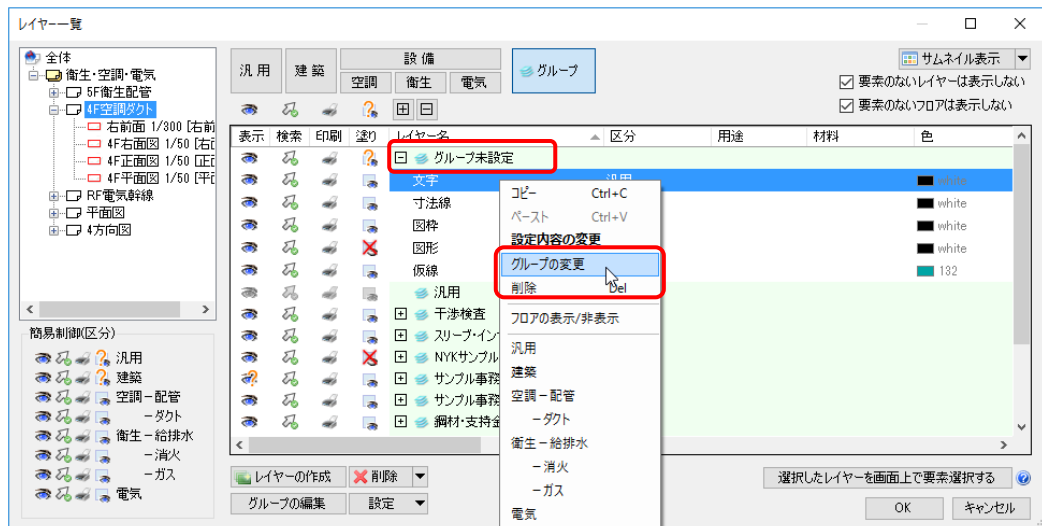 レイヤー一覧
全体
衛生・空調・電気
5F衛生配管
4F空調ダクト
右前面 1/300 [右前
4F右面図 1/50 [右
4F正面図 1/50 [正
4F平面図 1/50 [平
RF電気幹線
平面図
4方向図
汎用
建築
設備
空調
衛生
電気
グループ
サムネイル表示
要素のないレイヤーは表示しない
要素のないフロアは表示しない
表示 検索 印刷 塗り レイヤー名 区分 用途 材料 色
グループ未設定
文字 汎用 white
寸法線 white
図枠 white
図形 white
仮線 132
汎用
干渉検査
スリーブ・イン
NYKサンプル
サンプル事務
サンプル事務
鋼材・支持金
コピー Ctrl+C
ペースト Ctrl+V
設定内容の変更
グループの変更
削除 Del
フロアの表示/非表示
汎用
建築
空調－配管
－ダクト
衛生－給排水
－消火
－ガス
電気
簡易制御(区分)
汎用
建築
空調－配管
－ダクト
衛生－給排水
－消火
－ガス
電気
レイヤーの作成
削除
グループの編集
設定
選択したレイヤーを画面上で要素選択する
OK
キャンセル